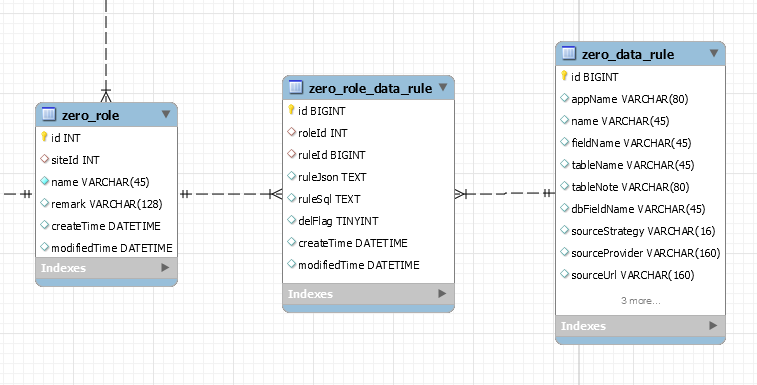 zero_role
id INT
siteId INT
name VARCHAR(45)
remark VARCHAR(128)
createTime DATETIME
modifiedTime DATETIME
Indexes
zero_role_data_rule
id BIGINT
roleId INT
ruleId BIGINT
ruleJson TEXT
ruleSql TEXT
delFlag TINYINT
createTime DATETIME
modifiedTime DATETIME
Indexes
zero_data_rule
id BIGINT
appName VARCHAR(80)
name VARCHAR(45)
fieldName VARCHAR(45)
tableName VARCHAR(45)
tableNote VARCHAR(80)
dbFieldName VARCHAR(45)
sourceStrategy VARCHAR(16)
sourceProvider VARCHAR(160)
sourceUrl VARCHAR(160)
3 more...
Indexes